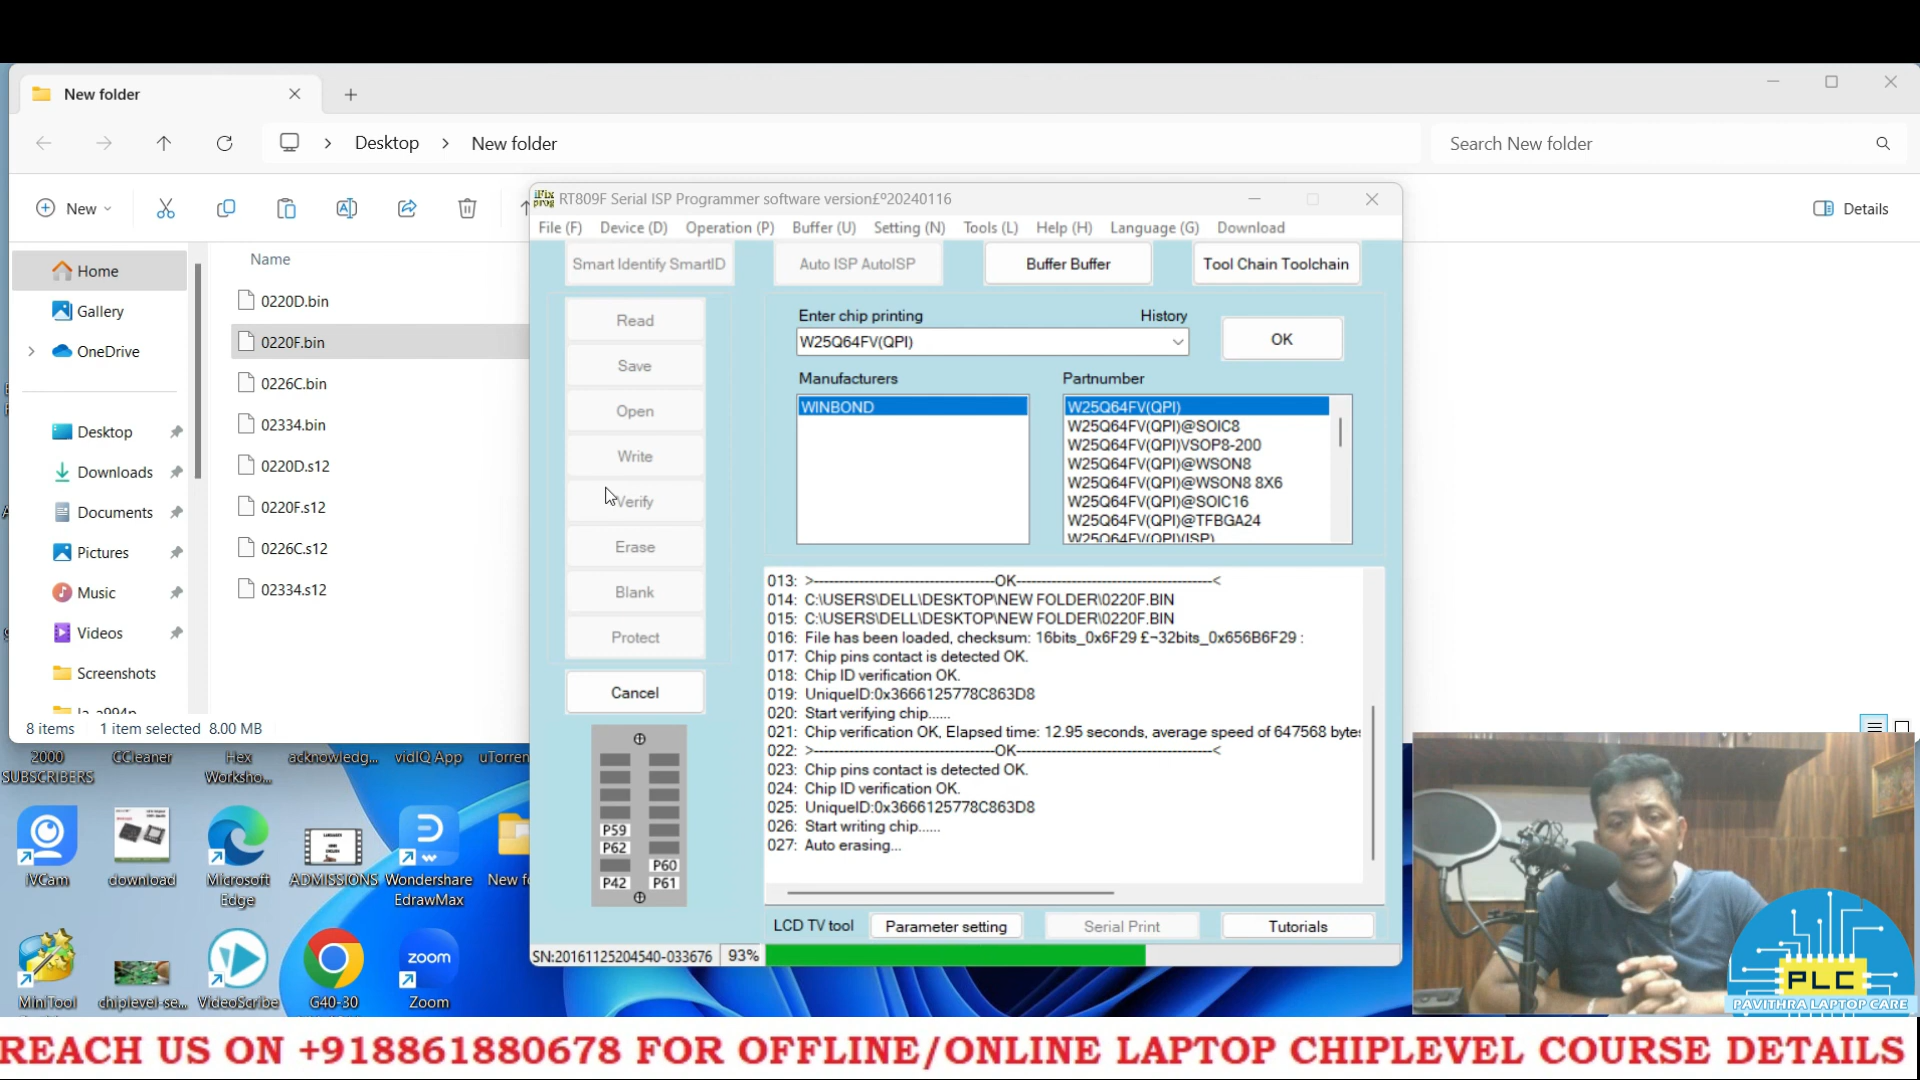 New folder
Desktop
New folder
Search New folder
New
Details
Name
Home
Gallery
OneDrive
Desktop
Downloads
Documents
Pictures
Music
Videos
Screenshots
0220D.bin
0220F.bin
0226C.bin
02334.bin
0220D.s12
0220F.s12
0226C.s12
02334.s12
8 items 1 item selected 8.00 MB
iFix prog
RT809F Serial ISP Programmer software version£º20240116
File (F) Device (D) Operation (P) Buffer (U) Setting (N) Tools (L) Help (H) Language (G) Download
Smart Identify SmartID
Auto ISP AutoISP
Buffer Buffer
Tool Chain Toolchain
Read
Save
Open
Write
Verify
Erase
Blank
Protect
Cancel
P59
P62
P60
P42 P61
Enter chip printing
History
W25Q64FV(QPI)
OK
Manufacturers
WINBOND
Partnumber
W25Q64FV(QPI)
W25Q64FV(QPI)@SOIC8
W25Q64FV(QPI)VSOP8-200
W25Q64FV(QPI)@WSON8
W25Q64FV(QPI)@WSON8 8X6
W25Q64FV(QPI)@SOIC16
W25Q64FV(QPI)@TFBGA24
W25Q64FV(QPI)(ISP)
013: >------------------------------------OK---------------------------------------<
014: C:\USERS\DELL\DESKTOP\NEW FOLDER\0220F.BIN
015: C:\USERS\DELL\DESKTOP\NEW FOLDER\0220F.BIN
016: File has been loaded, checksum: 16bits_0x6F29 £¬32bits_0x656B6F29 :
017: Chip pins contact is detected OK.
018: Chip ID verification OK.
019: UniqueID:0x3666125778C863D8
020: Start verifying chip......
021: Chip verification OK, Elapsed time: 12.95 seconds, average speed of 647568 bytes
022: >------------------------------------OK---------------------------------------<
023: Chip pins contact is detected OK.
024: Chip ID verification OK.
025: UniqueID:0x3666125778C863D8
026: Start writing chip......
027: Auto erasing...
LCD TV tool
Parameter setting
Serial Print
Tutorials
SN:20161125204540-033676
93%
2000 SUBSCRIBERS
CCleaner
Hex Worksho...
acknowledg...
vidIQ App
uTorren
iVCam
download
Microsoft Edge
ADMISSIONS
Wondershare EdrawMax
New fo
MiniTool
chiplevel-se...
VideoScribe
G40-30
zoom
Zoom
PLC
PAVITHRA LAPTOP CARE
REACH US ON +918861880678 FOR OFFLINE/ONLINE LAPTOP CHIPLEVEL COURSE DETAILS